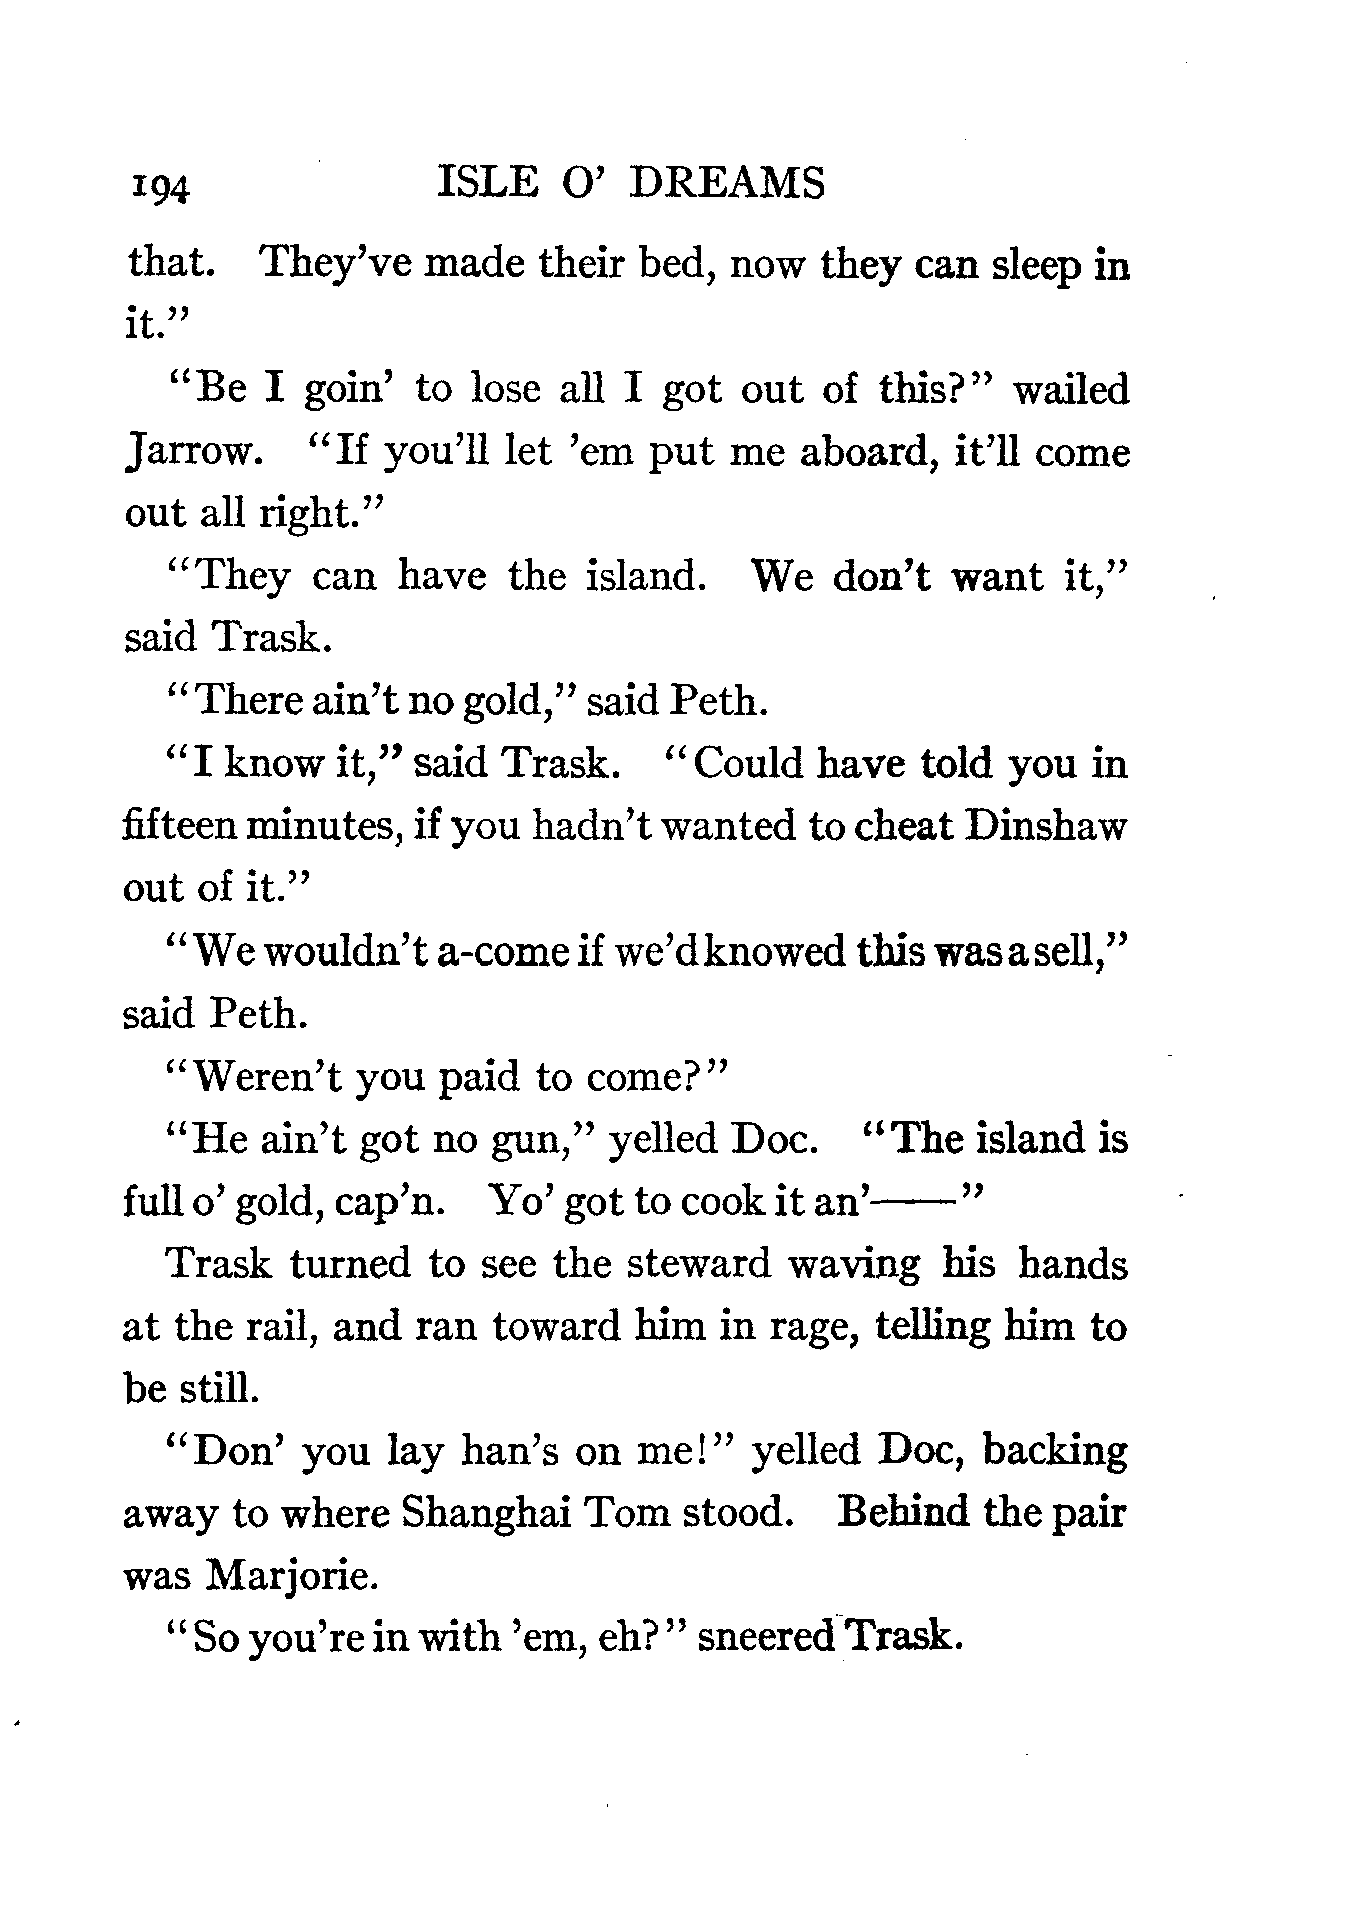 194 ISLE O' DREAMS
that. They've made their bed, now they can sleep in
it."
"Be I goin' to lose all I got out of this?" wailed
Jarrow. "If you'll let 'em put me aboard, it'll come
out all right."
"They can have the island. We don't want it,"
said Trask.
"There ain't no gold," said Peth.
"I know it," said Trask. "Could have told you in
fifteen minutes, if you hadn't wanted to cheat Dinshaw
out of it."
"We wouldn't a-come if we'd knowed this was a sell,"
said Peth.
"Weren't you paid to come?"
"He ain't got no gun," yelled Doc. "The island is
full o' gold, cap'n. Yo' got to cook it an'——"
Trask turned to see the steward waving his hands
at the rail, and ran toward him in rage, telling him to
be still.
"Don' you lay han's on me!" yelled Doc, backing
away to where Shanghai Tom stood. Behind the pair
was Marjorie.
"So you're in with 'em, eh?" sneered Trask.